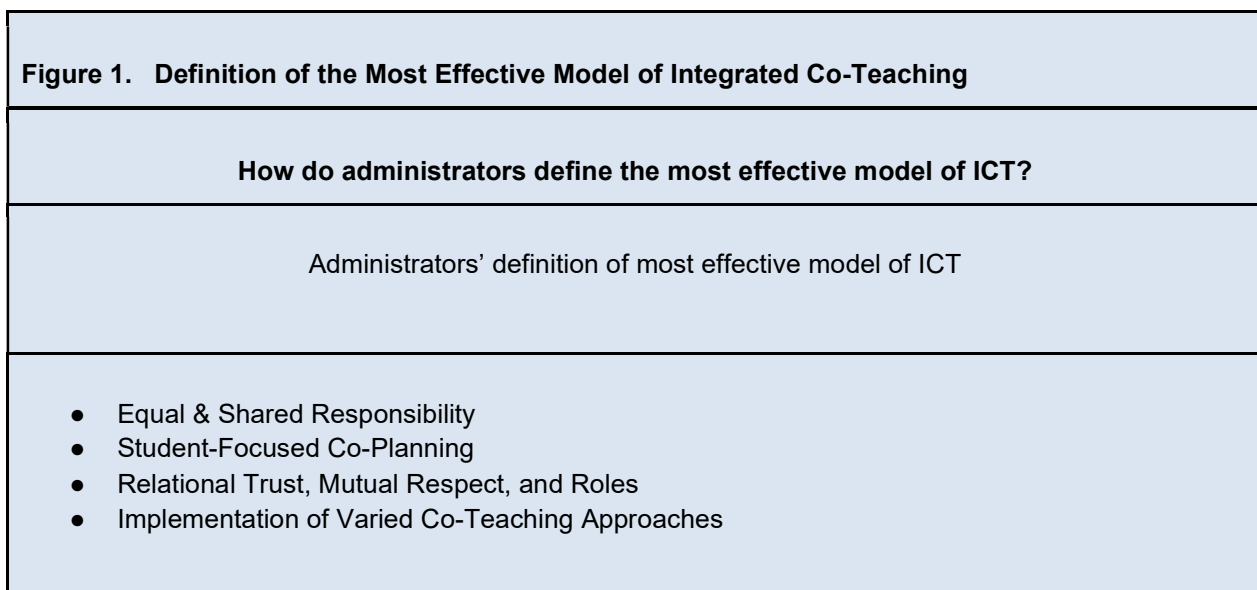 Figure 1. Definition of the Most Effective Model of Integrated Co-Teaching
How do administrators define the most effective model of ICT?
Administrators’ definition of most effective model of ICT
● Equal & Shared Responsibility
● Student-Focused Co-Planning
● Relational Trust, Mutual Respect, and Roles
● Implementation of Varied Co-Teaching Approaches